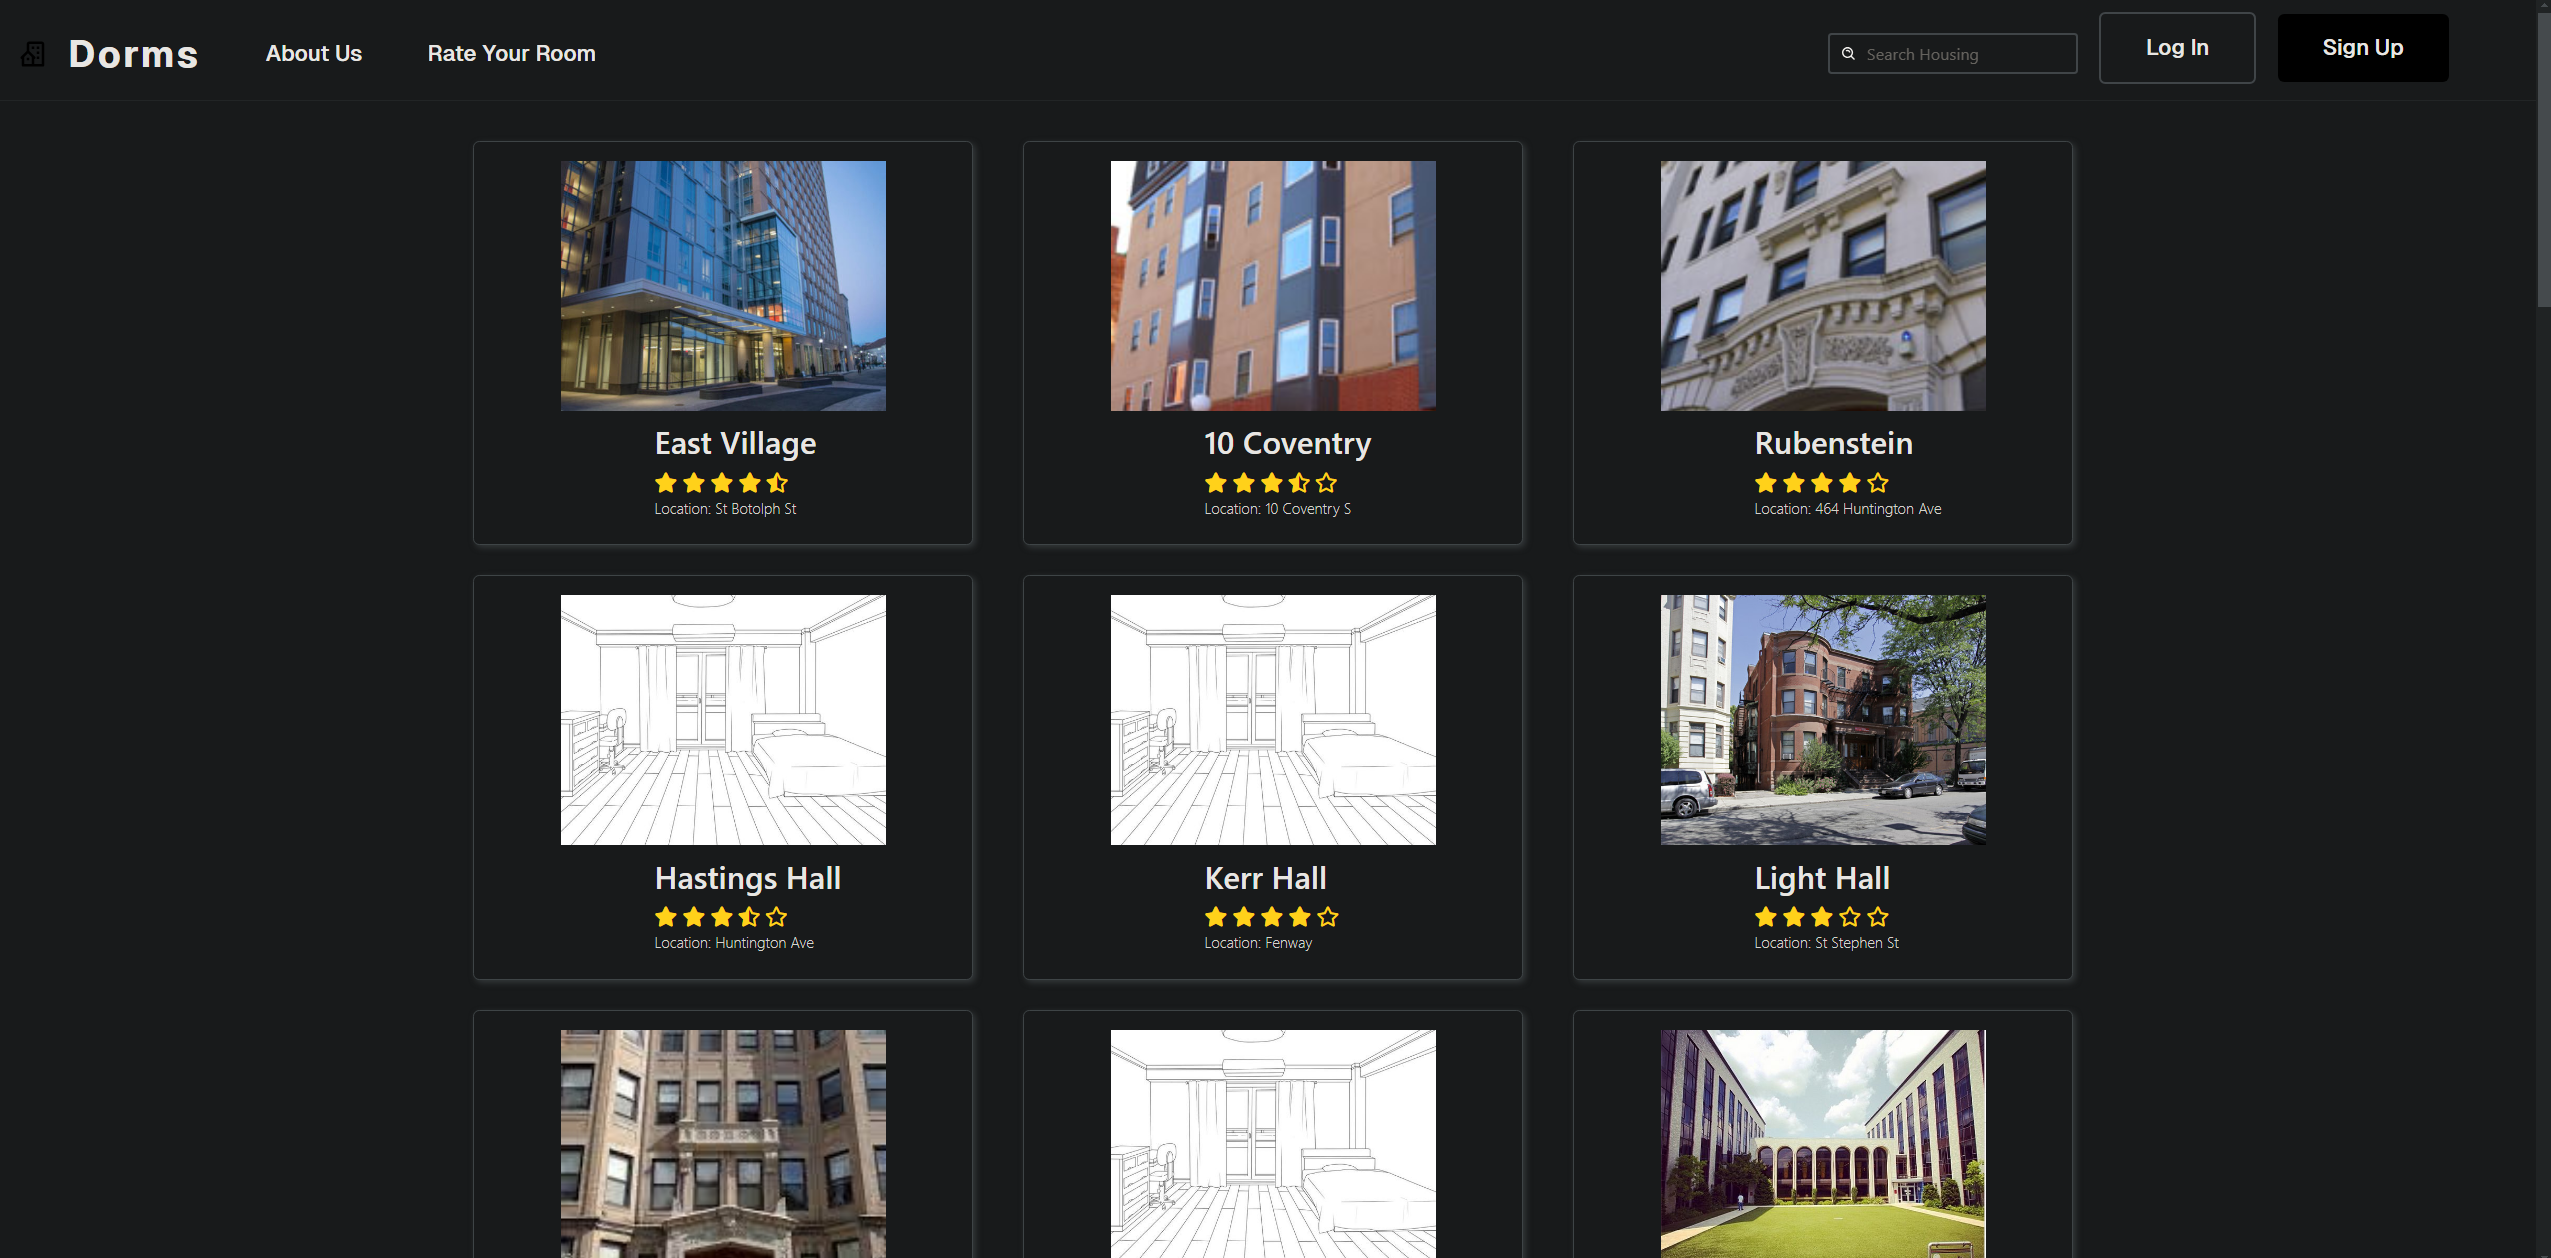 Dorms
About Us
Rate Your Room
Search Housing
Log In
Sign Up
East Village
Location: St Botolph St
10 Coventry
Location: 10 Coventry S
Rubenstein
Location: 464 Huntington Ave
Hastings Hall
Location: Huntington Ave
Kerr Hall
Location: Fenway
Light Hall
Location: St Stephen St